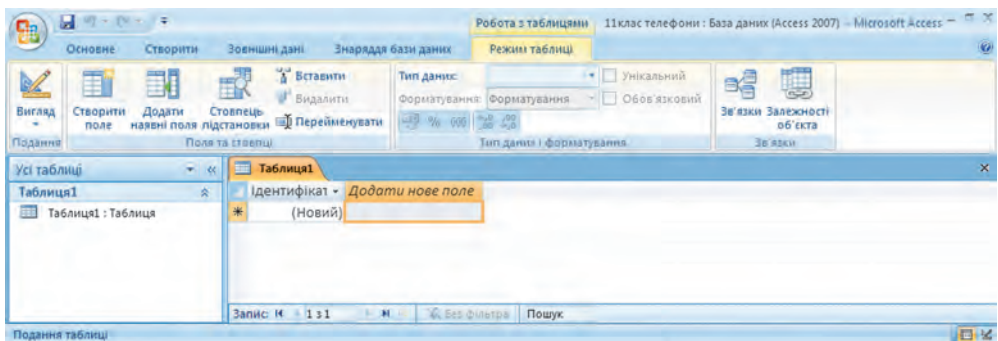 Робота з таблицями 11клас телефони : База даних (Access 2007) - Microsoft Access
Основне Створити Зовнішні дані Знаряддя бази даних Режим таблиці
Вигляд
Подання
Створити поле
Додати наявні поля
Стовпець підстановки
Вставити
Видалити
Перейменувати
Поля та стовпці
Тип даних:
Форматування: Форматування
% 000
Унікальний
Обов'язковий
Тип даних і форматування
Зв'язки
Залежності об'єкта
Зв'язки
Усі таблиці «
Таблиця1
Таблиця1 : Таблиця
Таблиця1
Ідентифікат Додати нове поле
* (Новий)
Запис: 1 з 1 Без фільтра Пошук
Подання таблиці